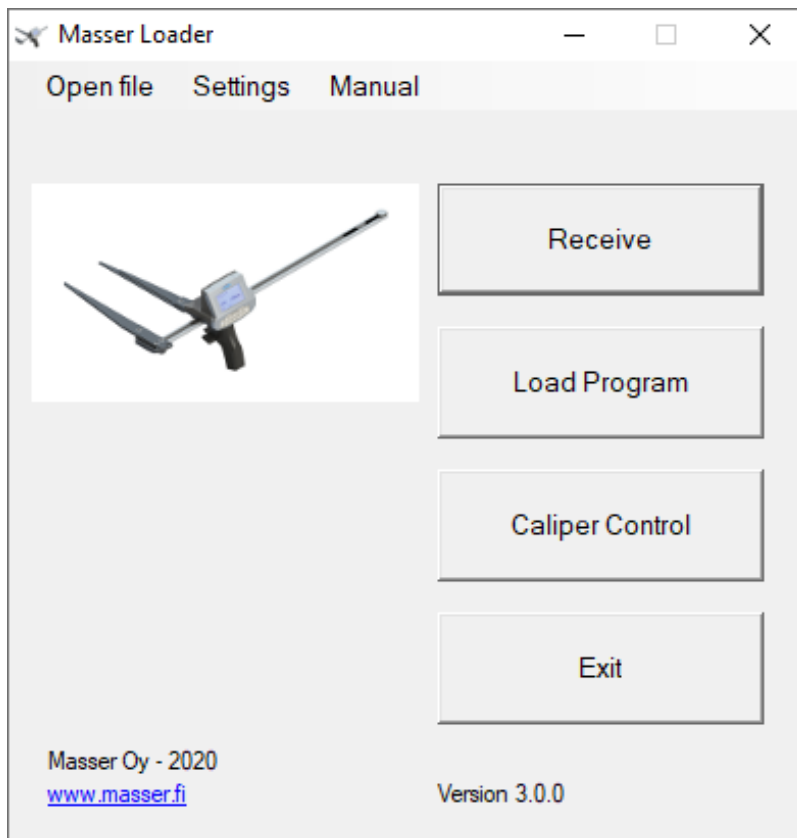 Masser Loader
Open file Settings Manual
Receive
Load Program
Caliper Control
Exit
Masser Oy - 2020
www.masser.fi
Version 3.0.0